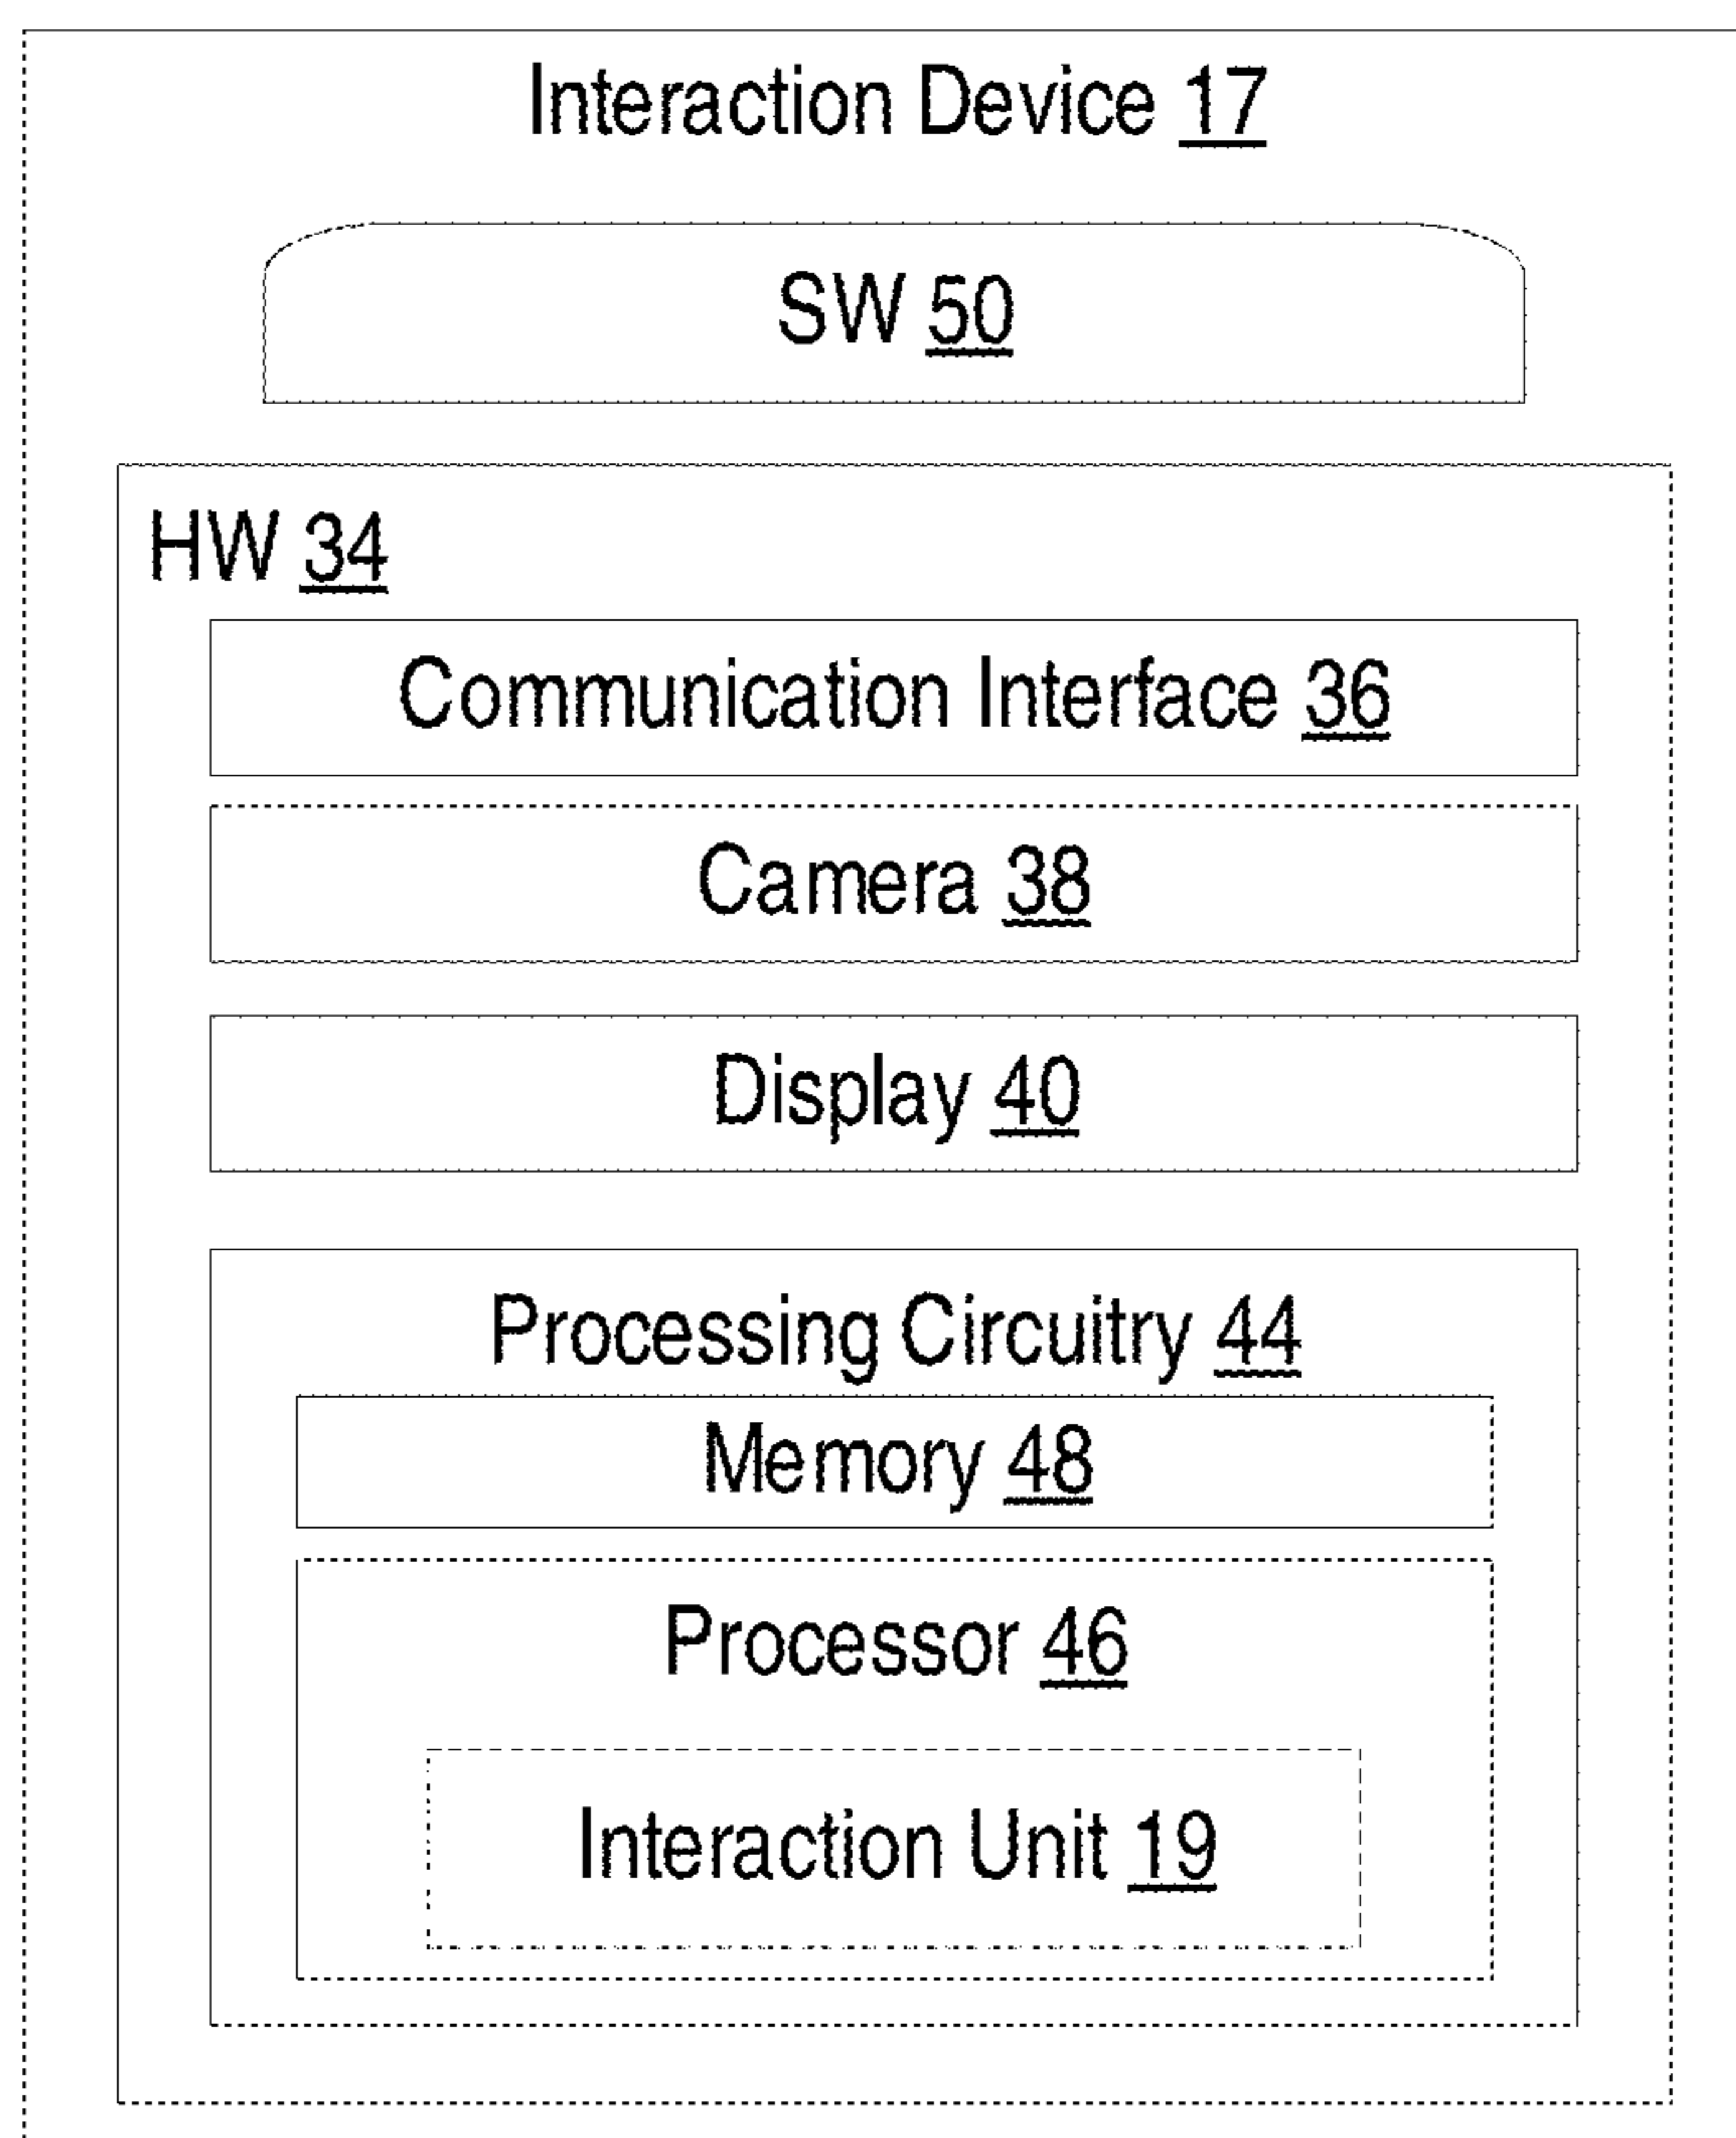 Interaction Device 17
SW 50
HW 34
Communication Interface 36
Camera 38
Display 40
Processing Circuitry 44
Memory 48
Processor 46
Interaction Unit 19